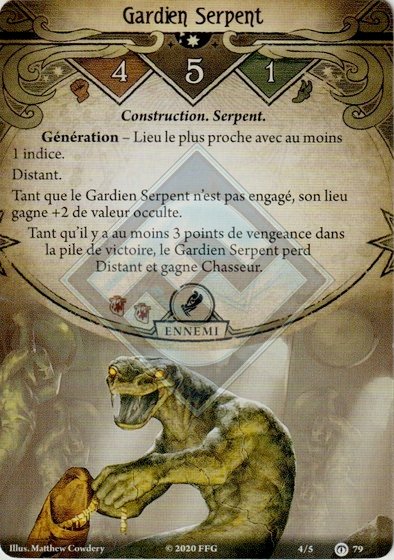 Gardien Serpent
4 5 1
Construction. Serpent.
Génération – Lieu le plus proche avec au moins
1 indice.
Distant.
Tant que le Gardien Serpent n'est pas engagé, son lieu
gagne +2 de valeur occulte.
Tant qu'il y a au moins 3 points de vengeance dans
la pile de victoire, le Gardien Serpent perd
Distant et gagne Chasseur.
ENNEMI
Illus. Matthew Cowdery © 2020 FFG 4/5 79